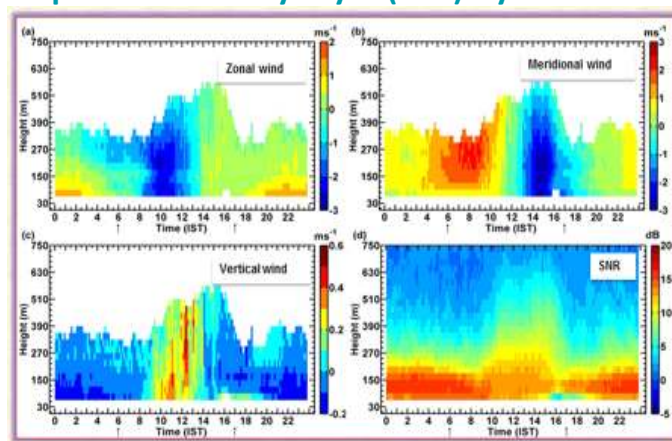 (a)
ms⁻¹
750
630
510
390
270
150
30
Height (m)
Zonal wind
2
1
0
-1
-2
-3
0 2 4 6 8 10 12 14 16 18 20 22
↑ Time (IST) ↑
(b)
ms⁻¹
750
630
510
390
270
150
30
Height (m)
Meridional wind
3
2
1
0
-1
-2
-3
0 2 4 6 8 10 12 14 16 18 20 22
↑ Time (IST) ↑
(c)
ms⁻¹
750
630
510
390
270
150
30
Height (m)
Vertical wind
0.6
0.4
0.2
0
-0.2
0 2 4 6 8 10 12 14 16 18 20 22
↑ Time (IST) ↑
(d)
dB
750
630
510
390
270
150
30
Height (m)
SNR
20
15
10
5
0
-5
0 2 4 6 8 10 12 14 16 18 20 22
↑ Time (IST) ↑